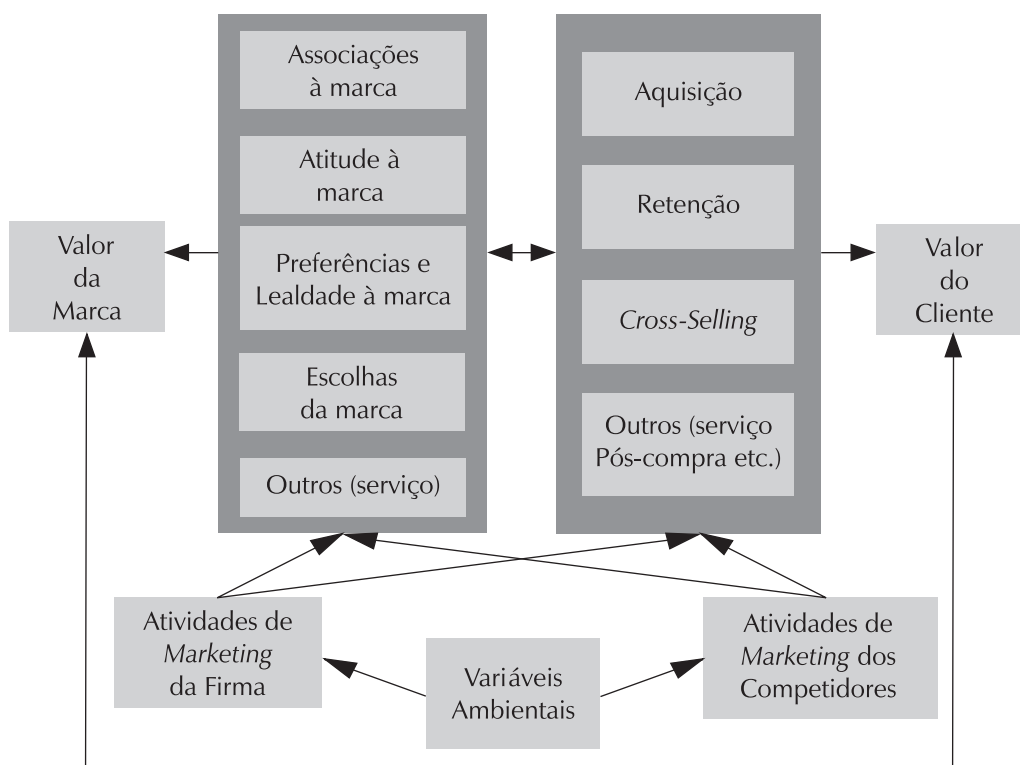 Associações
à marca
Atitude à
marca
Preferências e
Lealdade à marca
Escolhas
da marca
Outros (serviço)
Aquisição
Retenção
Cross-Selling
Outros (serviço
Pós-compra etc.)
Valor
da
Marca
Valor
do
Cliente
Atividades de
Marketing
da Firma
Variáveis
Ambientais
Atividades de
Marketing dos
Competidores